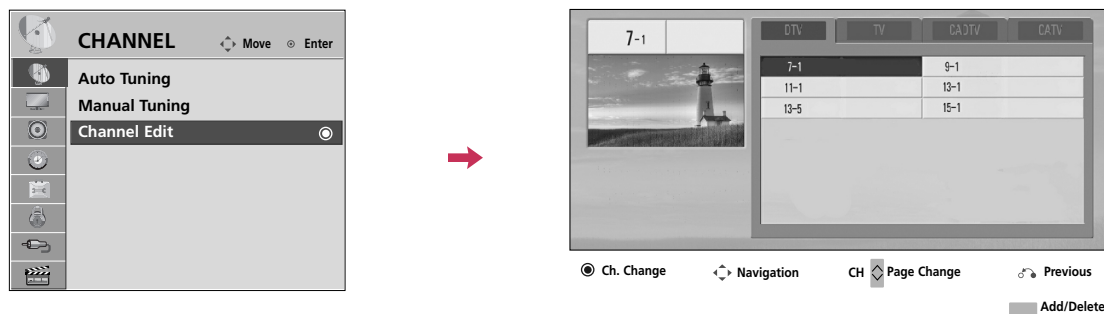 CHANNEL
Move
Enter
Auto Tuning
Manual Tuning
Channel Edit
7-1
DTV TV CADTV CATV
7-1 9-1
11-1 13-1
13-5 15-1
Ch. Change Navigation CH Page Change Previous
Add/Delete